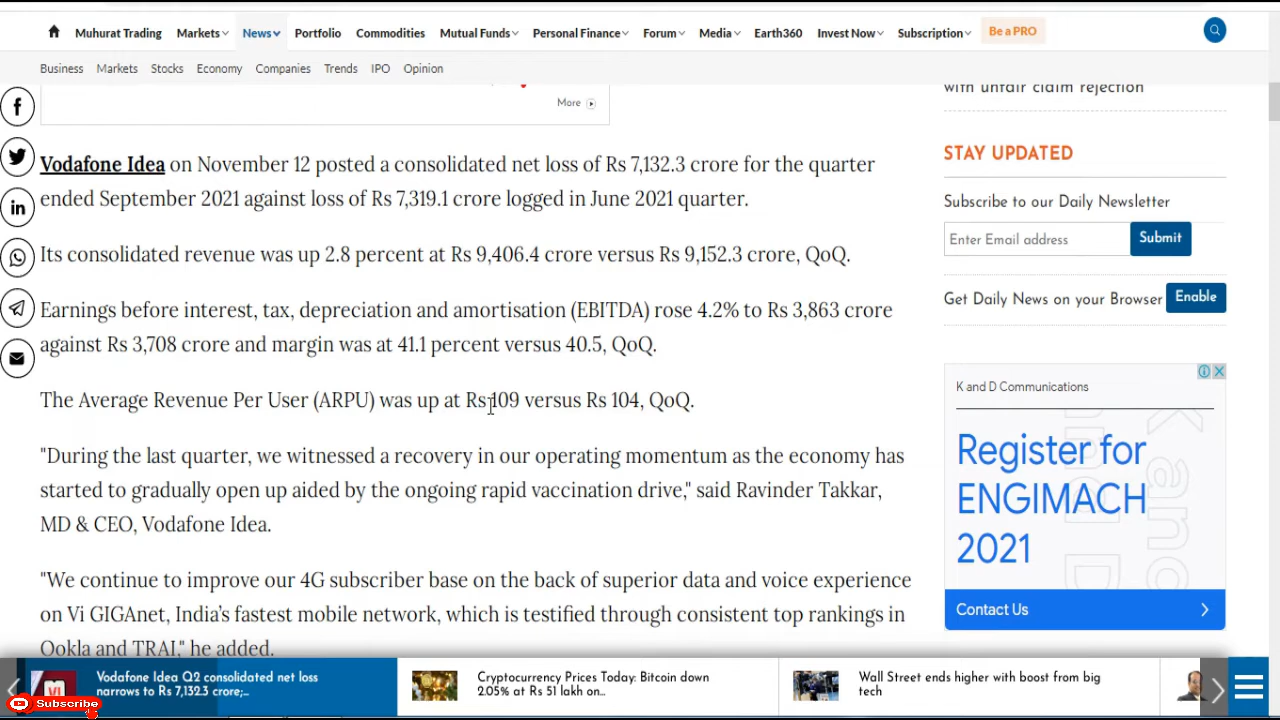 Muhurat Trading Markets News Portfolio Commodities Mutual Funds Personal Finance Forum Media Earth360 Invest Now Subscription Be a PRO
Business Markets Stocks Economy Companies Trends IPO Opinion
More
Vodafone Idea on November 12 posted a consolidated net loss of Rs 7,132.3 crore for the quarter
ended September 2021 against loss of Rs 7,319.1 crore logged in June 2021 quarter.
Its consolidated revenue was up 2.8 percent at Rs 9,406.4 crore versus Rs 9,152.3 crore, QoQ.
Earnings before interest, tax, depreciation and amortisation (EBITDA) rose 4.2% to Rs 3,863 crore
against Rs 3,708 crore and margin was at 41.1 percent versus 40.5, QoQ.
The Average Revenue Per User (ARPU) was up at Rs 109 versus Rs 104, QoQ.
"During the last quarter, we witnessed a recovery in our operating momentum as the economy has
started to gradually open up aided by the ongoing rapid vaccination drive," said Ravinder Takkar,
MD & CEO, Vodafone Idea.
"We continue to improve our 4G subscriber base on the back of superior data and voice experience
on Vi GIGAnet, India's fastest mobile network, which is testified through consistent top rankings in
Ookla and TRAI," he added.
with unfair claim rejection
STAY UPDATED
Subscribe to our Daily Newsletter
Enter Email address Submit
Get Daily News on your Browser Enable
K and D Communications
Register for
ENGIMACH
2021
Contact Us
Vodafone Idea Q2 consolidated net loss
narrows to Rs 7,132.3 crore;...
Cryptocurrency Prices Today: Bitcoin down
2.05% at Rs 51 lakh on...
Wall Street ends higher with boost from big
tech
Subscribe